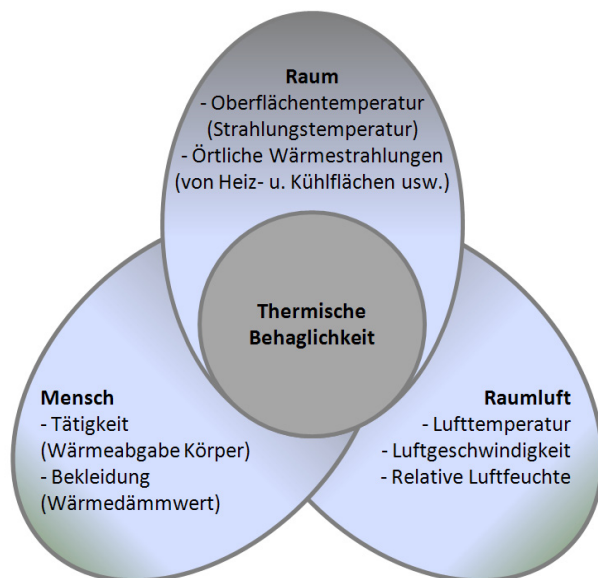 Raum
- Oberflächentemperatur
(Strahlungstemperatur)
- Örtliche Wärmestrahlungen
(von Heiz- u. Kühlflächen usw.)
Thermische
Behaglichkeit
Mensch
- Tätigkeit
(Wärmeabgabe Körper)
- Bekleidung
(Wärmedämmwert)
Raumluft
- Lufttemperatur
- Luftgeschwindigkeit
- Relative Luftfeuchte